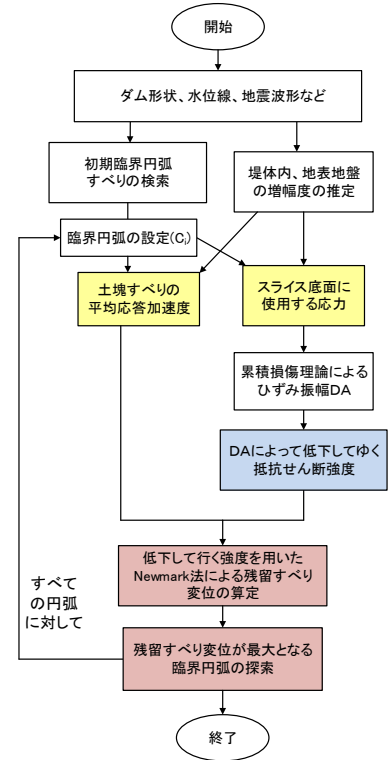 開始
ダム形状、水位線、地震波形など
初期臨界円弧
すべりの検索
堤体内、地表地盤
の増幅度の推定
臨界円弧の設定(Ci)
土塊すべりの
平均応答加速度
スライス底面に
使用する応力
累積損傷理論による
ひずみ振幅DA
DAによって低下してゆく
抵抗せん断強度
低下して行く強度を用いた
Newmark法による残留すべり
変位の算定
すべて
の円弧
に対して
残留すべり変位が最大となる
臨界円弧の探索
終了